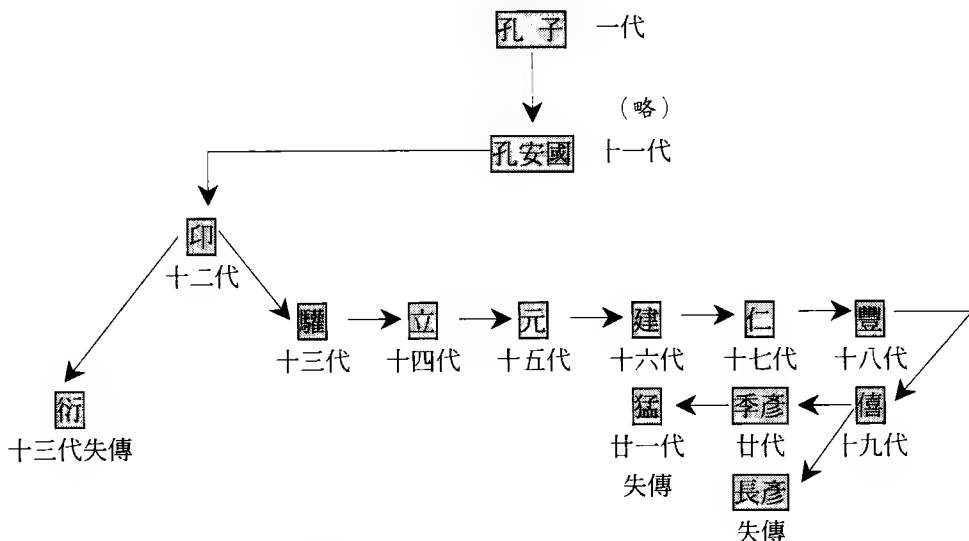 孔子 一代
(略)
孔安國 十一代
印
十二代
驩 立 元 建 仁 豐
十三代 十四代 十五代 十六代 十七代 十八代
衍 猛 季彥 僖
十三代失傳 廿一代 廿代 十九代
失傳 長彥
失傳